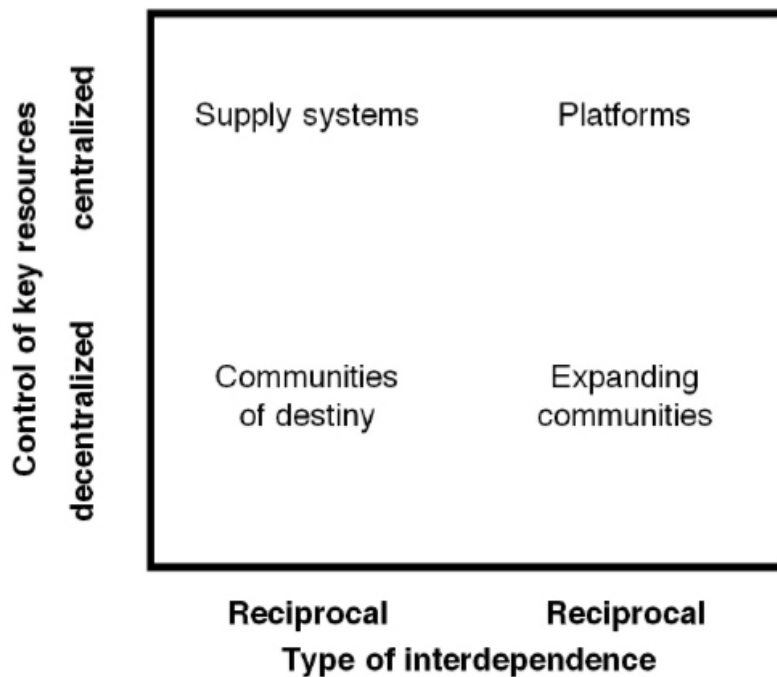 Control of key resources
centralized
decentralized
Supply systems
Platforms
Communities
of destiny
Expanding
communities
Reciprocal
Reciprocal
Type of interdependence